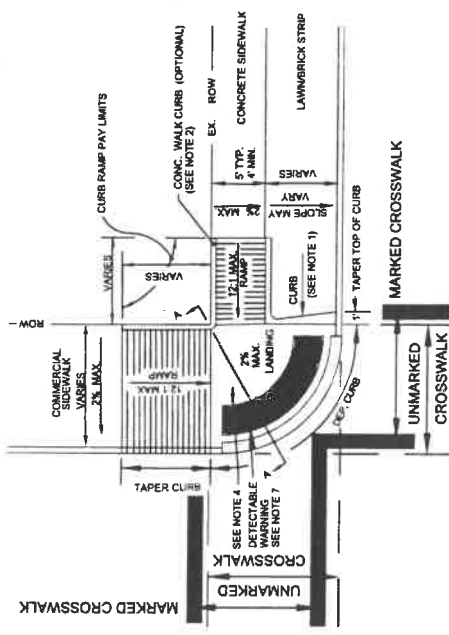 CURB RAMP PAY LIMITS
CONC. WALK CURB (OPTIONAL)
(SEE NOTE 2)
EX. ROW
CONCRETE SIDEWALK
LAWN/BRICK STRIP
VARIES
VARIES
5' TYP.
4' MIN.
2% MAX
VARIES
SLOPE MAY
VARY
12:1 MAX.
RAMP
CURB
(SEE NOTE 1)
1'
TAPER TOP OF CURB
MARKED CROSSWALK
ROW
COMMERCIAL
SIDEWALK
VARIES
2% MAX.
12:1 MAX
RAMP
2%
MAX.
LANDING
DEP. CURB
UNMARKED
CROSSWALK
TAPER CURB
SEE NOTE 4
DETECTABLE
WARNING
SEE NOTE 7
UNMARKED
CROSSWALK
MARKED CROSSWALK